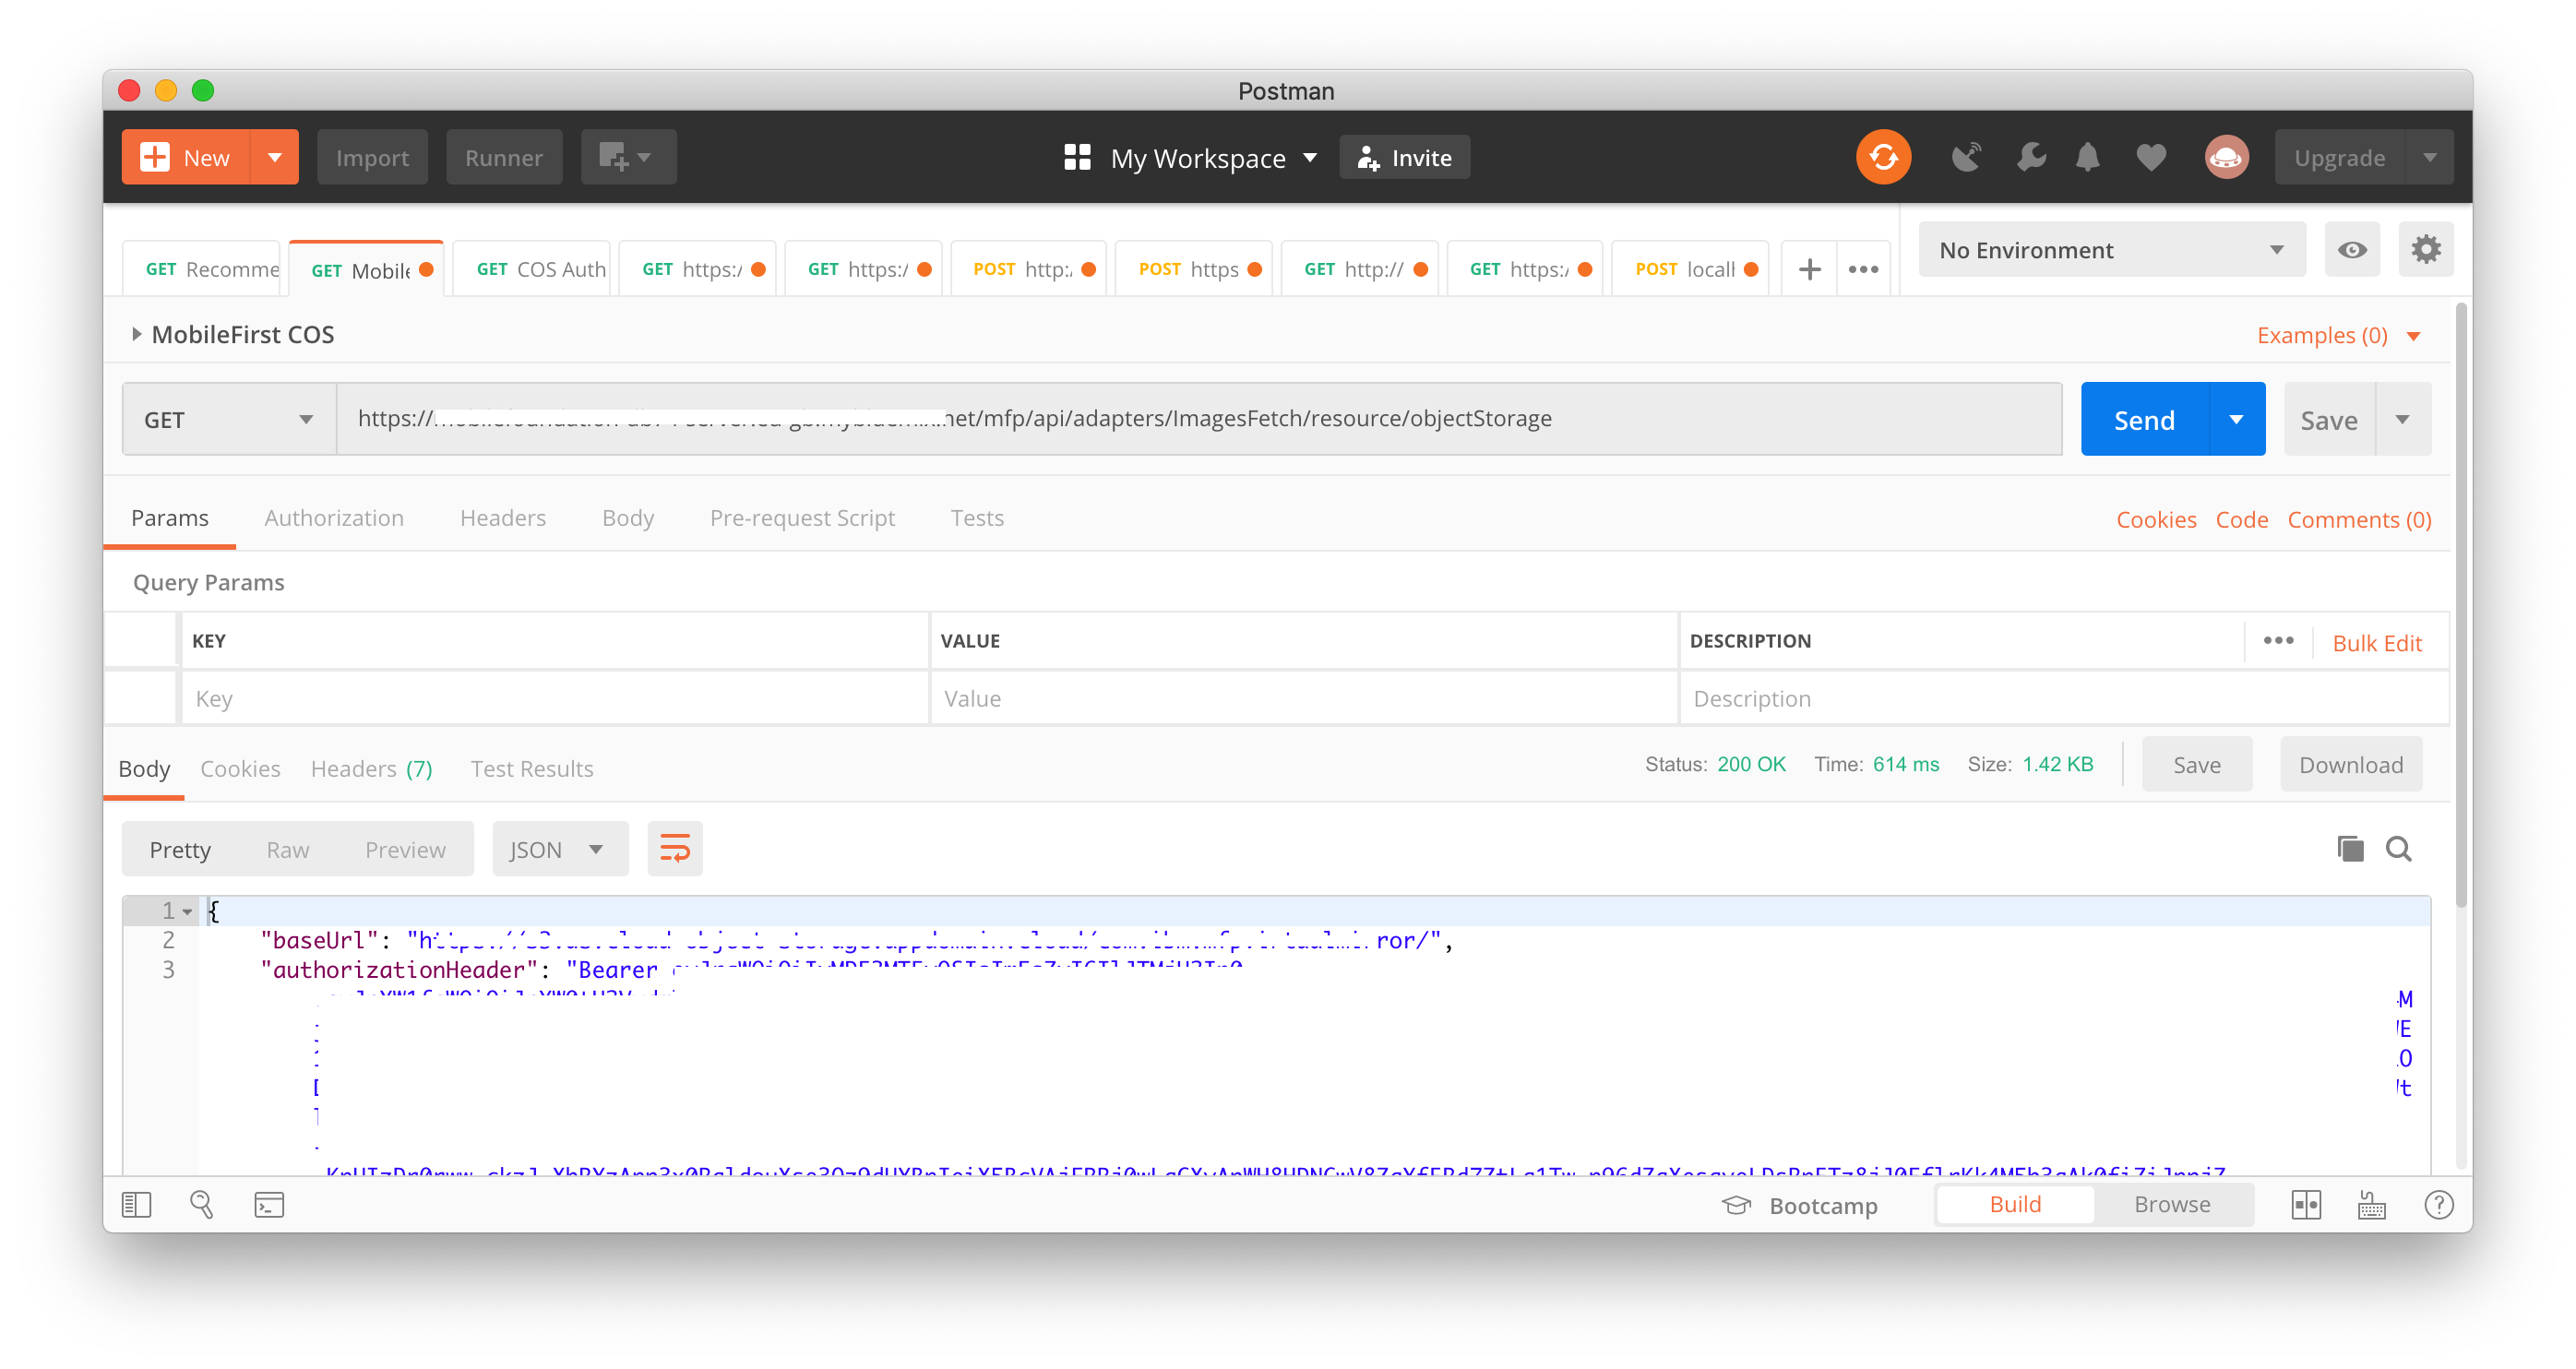 Postman
New Import Runner My Workspace Invite Upgrade
GET Recomme GET Mobile GET COS Auth GET https:/ GET https:/ POST http:/ POST https GET http:// GET https:/ POST locall ••• No Environment
MobileFirst COS Examples (0)
GET https:// net/mfp/api/adapters/ImagesFetch/resource/objectStorage Send Save
Params Authorization Headers Body Pre-request Script Tests Cookies Code Comments (0)
Query Params
KEY VALUE DESCRIPTION ••• Bulk Edit
Key Value Description
Body Cookies Headers (7) Test Results Status: 200 OK Time: 614 ms Size: 1.42 KB Save Download
Pretty Raw Preview JSON
1 {
2 "baseUrl": " ror/",
3 "authorizationHeader": "Bearer
Bootcamp Build Browse